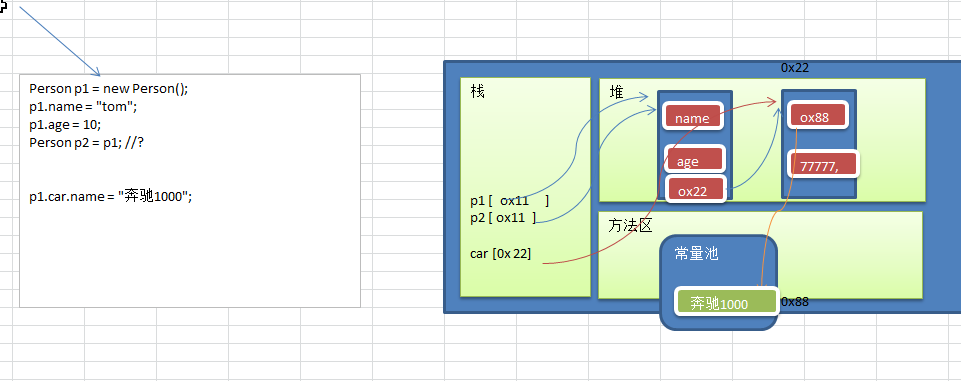 Person p1 = new Person();
p1.name = "tom";
p1.age = 10;
Person p2 = p1; //?
p1.car.name = "奔驰1000";
0x22
栈
堆
name
ox88
age
77777,
ox22
p1 [ ox11 ]
p2 [ ox11 ]
方法区
car [0x 22]
常量池
奔驰1000
0x88